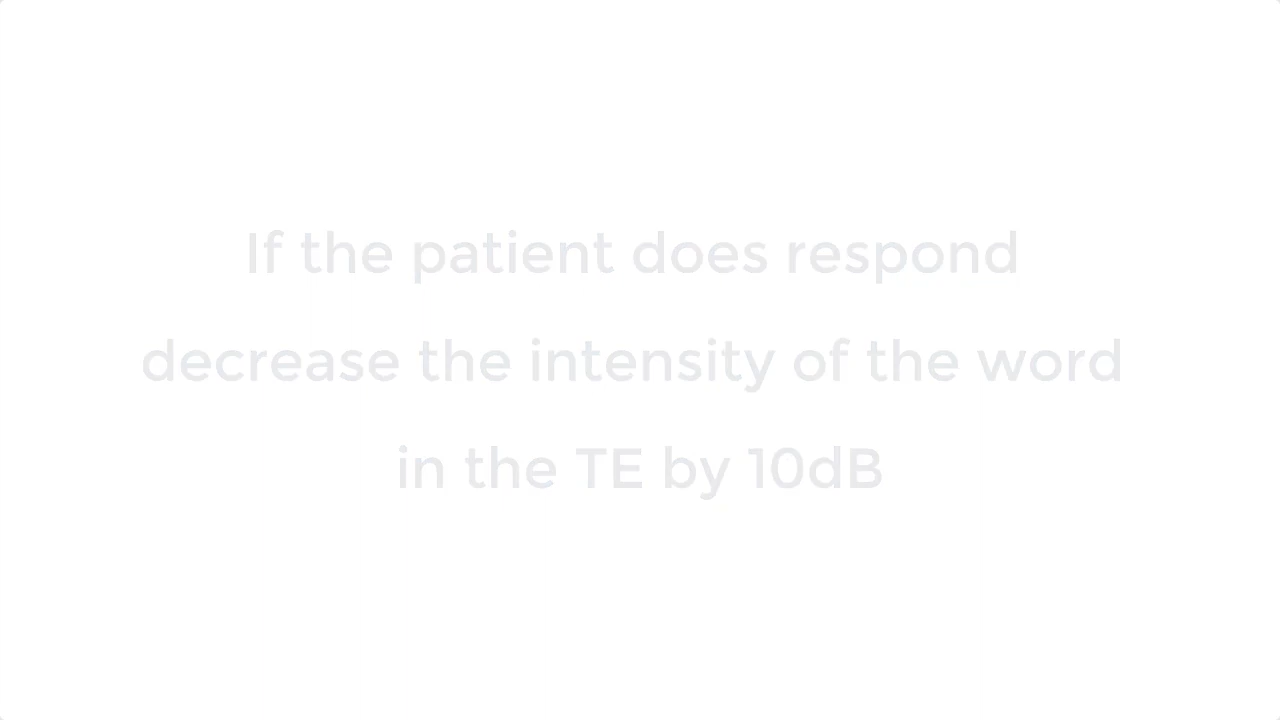 If the patient does respond
decrease the intensity of the word
in the TE by 10dB